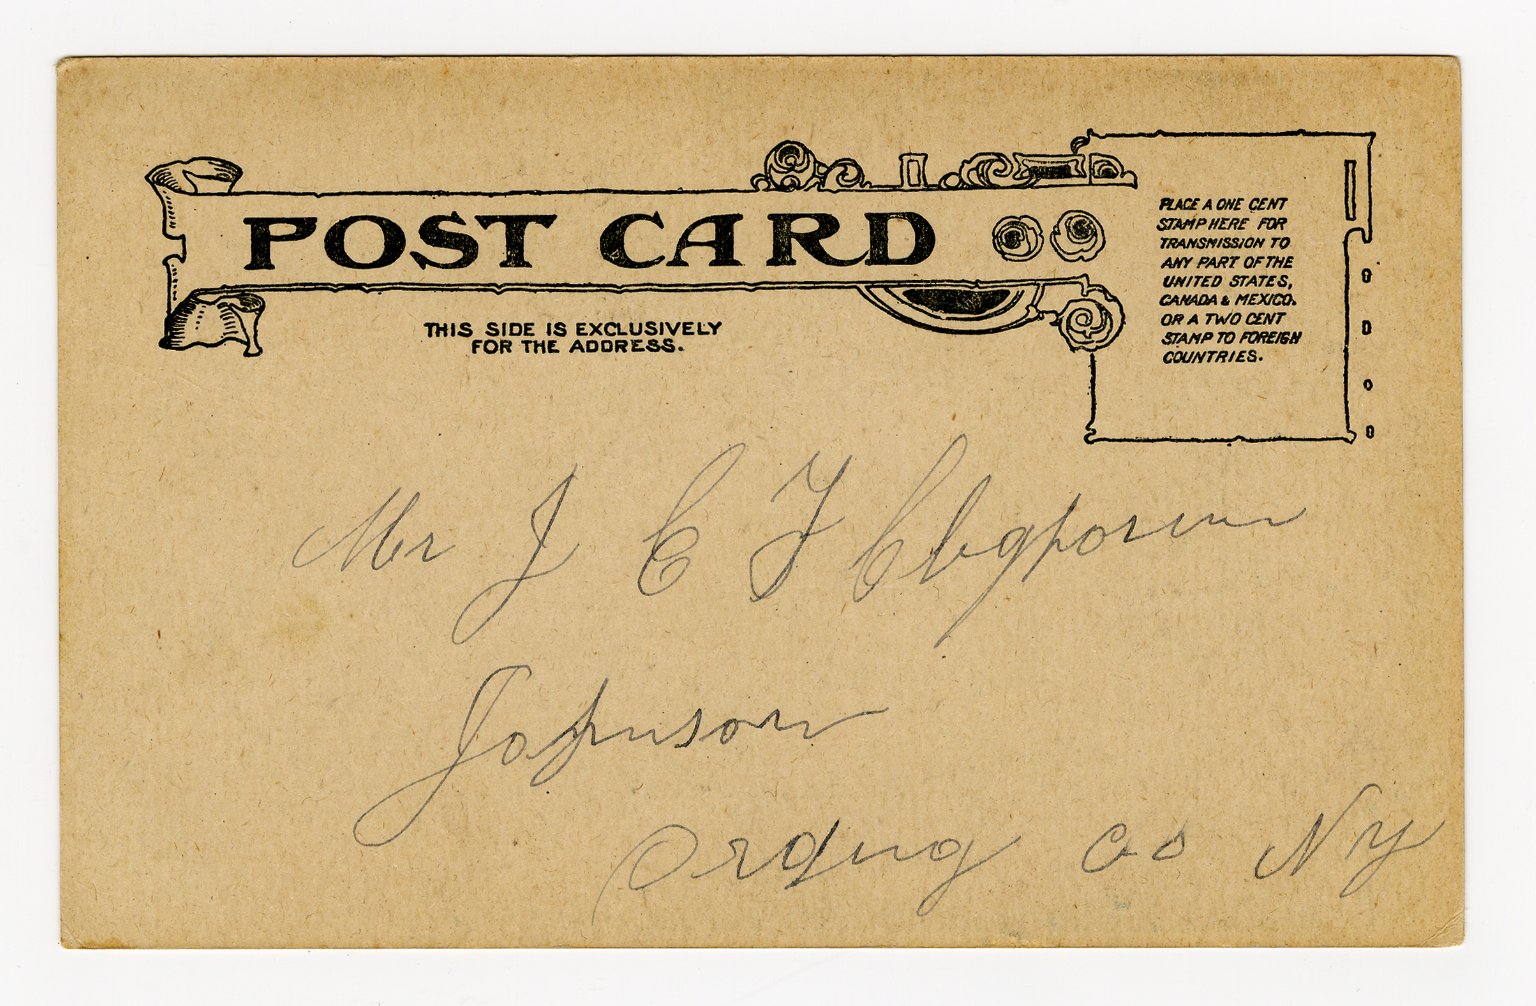 POST CARD
THIS SIDE IS EXCLUSIVELY
FOR THE ADDRESS.
PLACE A ONE CENT
STAMP HERE FOR
TRANSMISSION TO
ANY PART OF THE
UNITED STATES,
CANADA & MEXICO.
OR A TWO CENT
STAMP TO FOREIGN
COUNTRIES.
Mr J C F
Johnson
Co NY